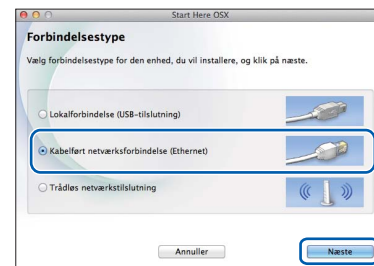 Start Here OSX
Forbindelsestype
Vælg forbindelsestype for den enhed, du vil installere, og klik på næste.
Lokalforbindelse (USB-tilslutning)
Kabelført netværksforbindelse (Ethernet)
Trådløs netværkstilslutning
Annuller
Næste